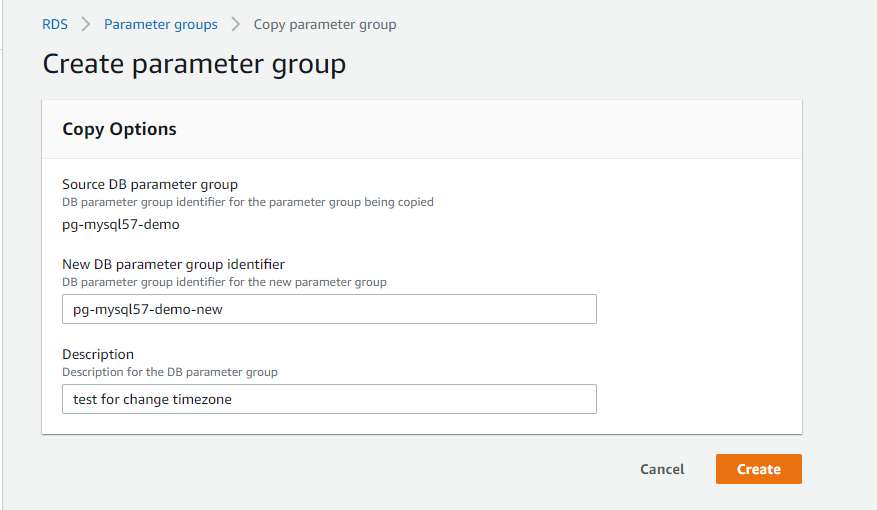 RDS > Parameter groups > Copy parameter group
Create parameter group
Copy Options
Source DB parameter group
DB parameter group identifier for the parameter group being copied
pg-mysql57-demo
New DB parameter group identifier
DB parameter group identifier for the new parameter group
pg-mysql57-demo-new
Description
Description for the DB parameter group
test for change timezone
Cancel Create